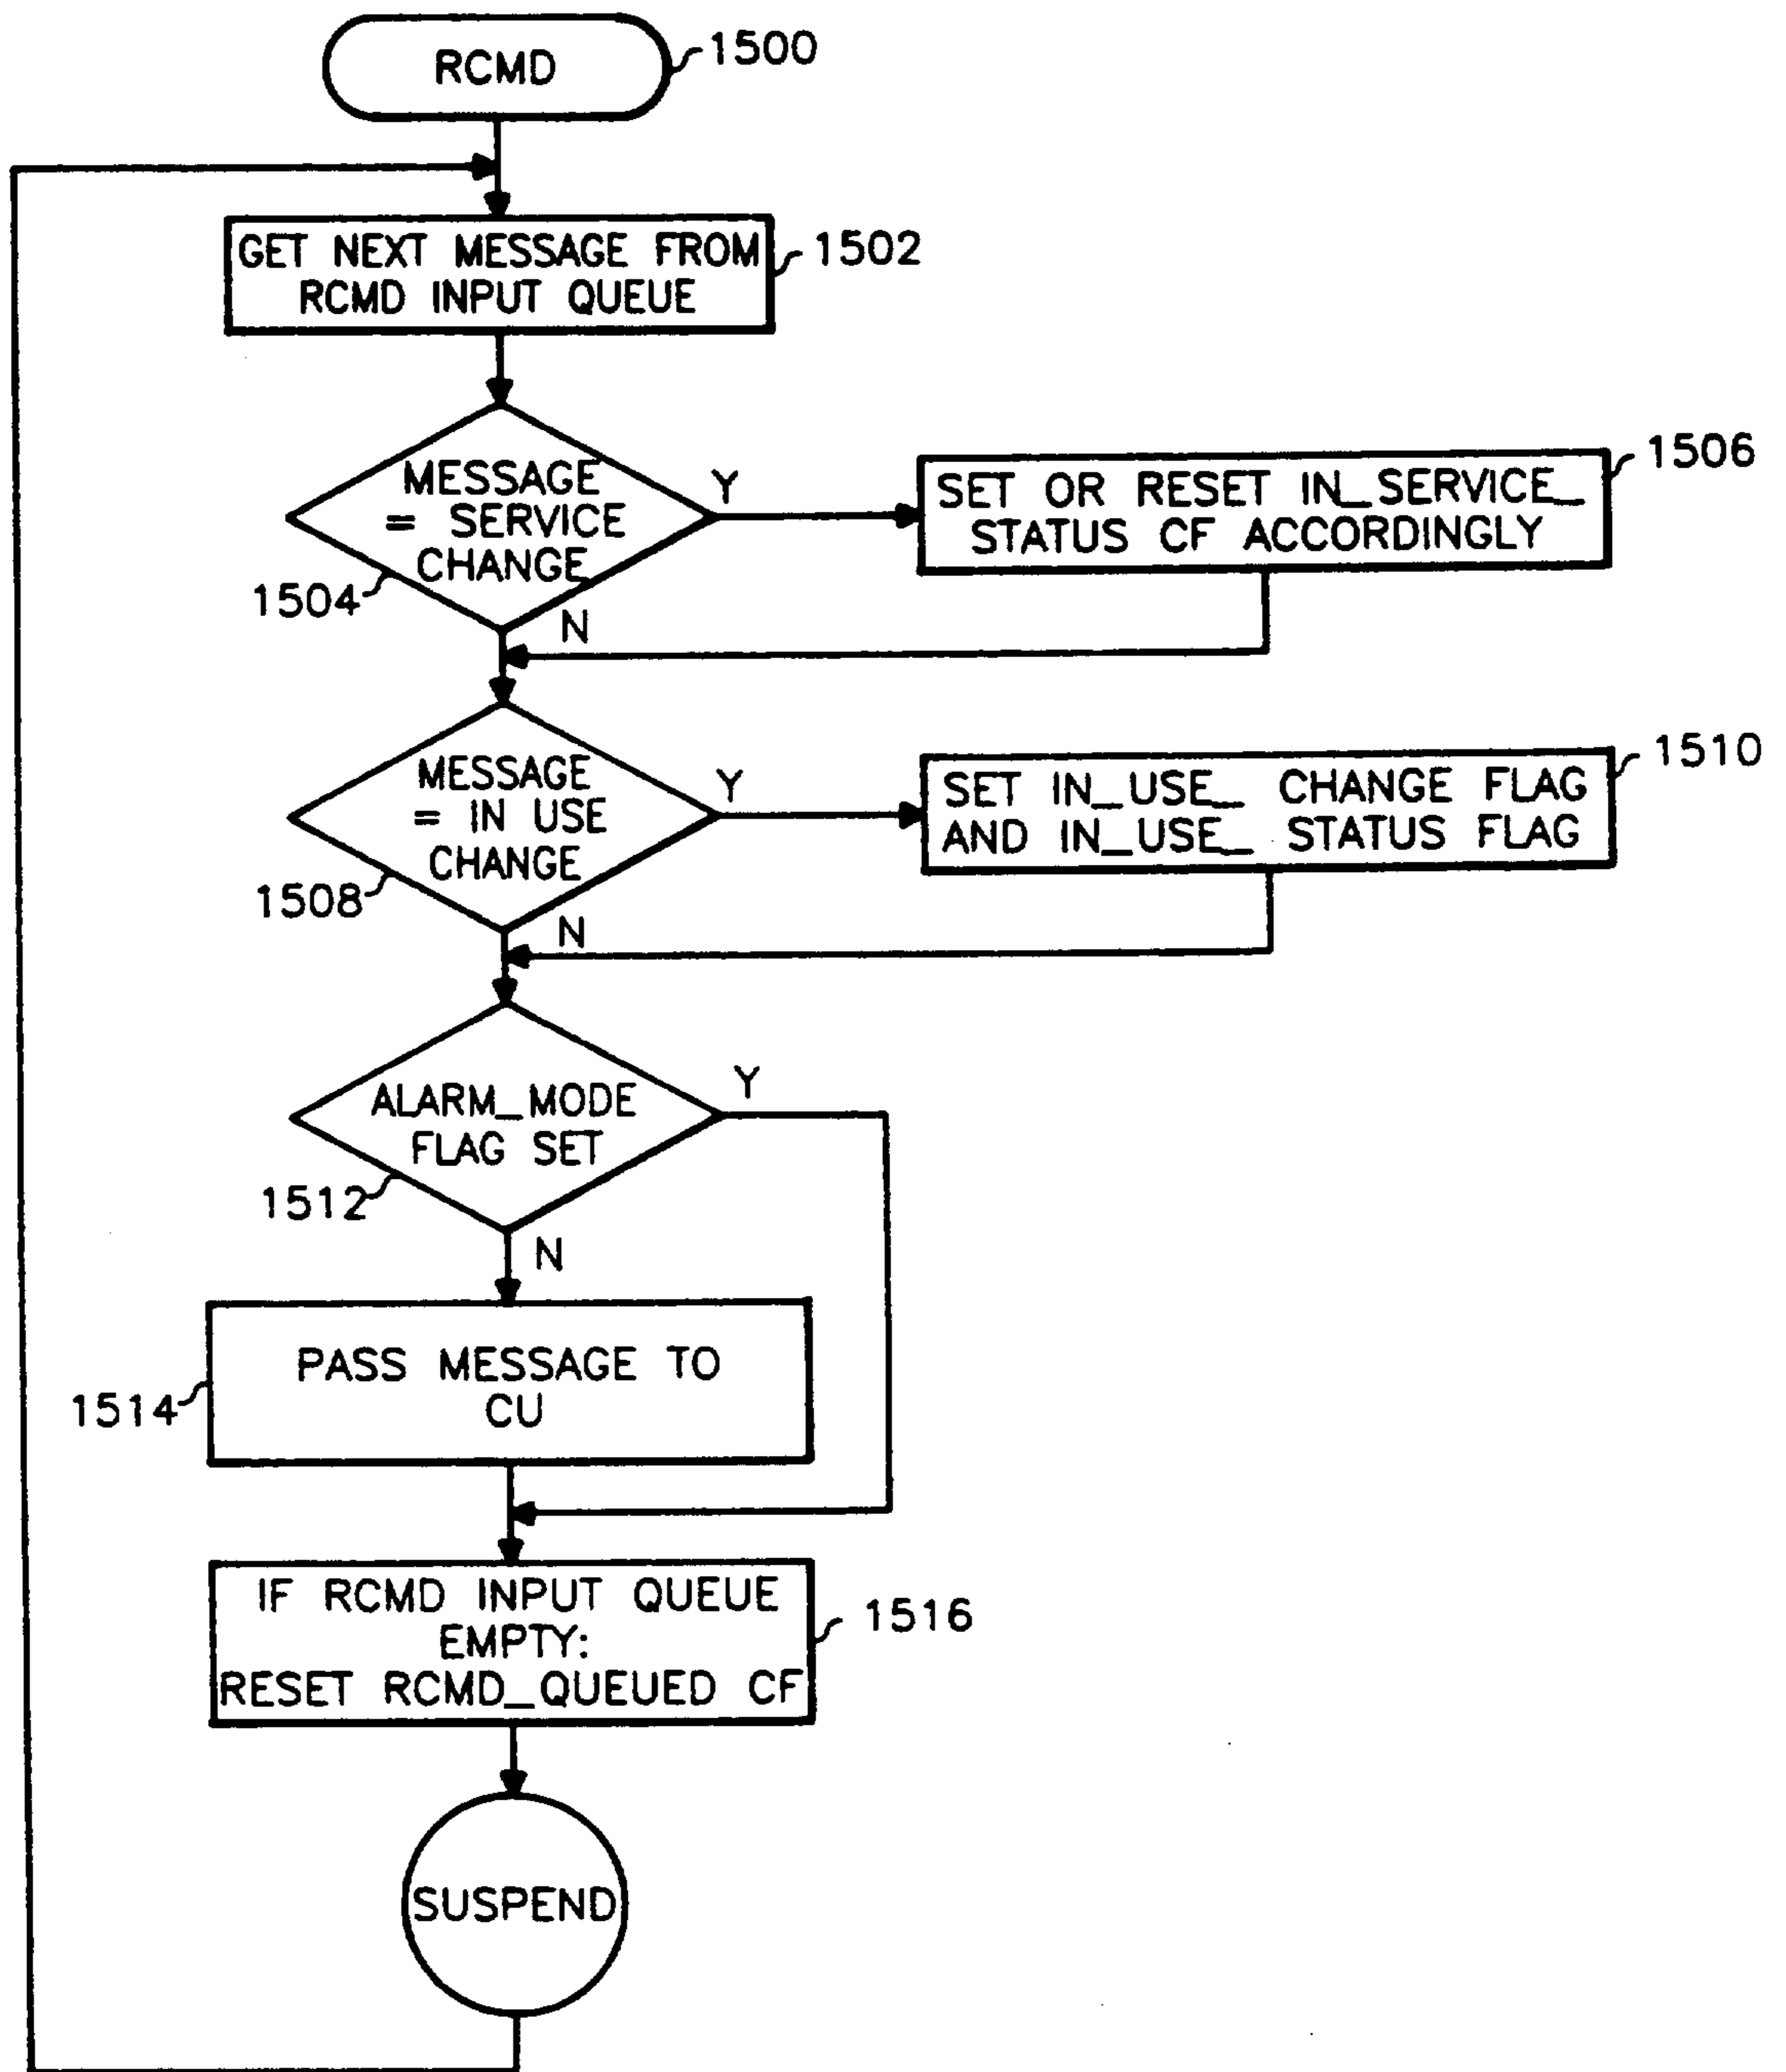 RCMD
1500
GET NEXT MESSAGE FROM
RCMD INPUT QUEUE
1502
MESSAGE
= SERVICE
CHANGE
1504
Y
N
SET OR RESET IN_SERVICE_
STATUS CF ACCORDINGLY
1506
MESSAGE
= IN USE
CHANGE
1508
Y
N
SET IN_USE_ CHANGE FLAG
AND IN_USE_ STATUS FLAG
1510
ALARM_MODE
FLAG SET
1512
Y
N
PASS MESSAGE TO
CU
1514
IF RCMD INPUT QUEUE
EMPTY:
RESET RCMD_QUEUED CF
1516
SUSPEND